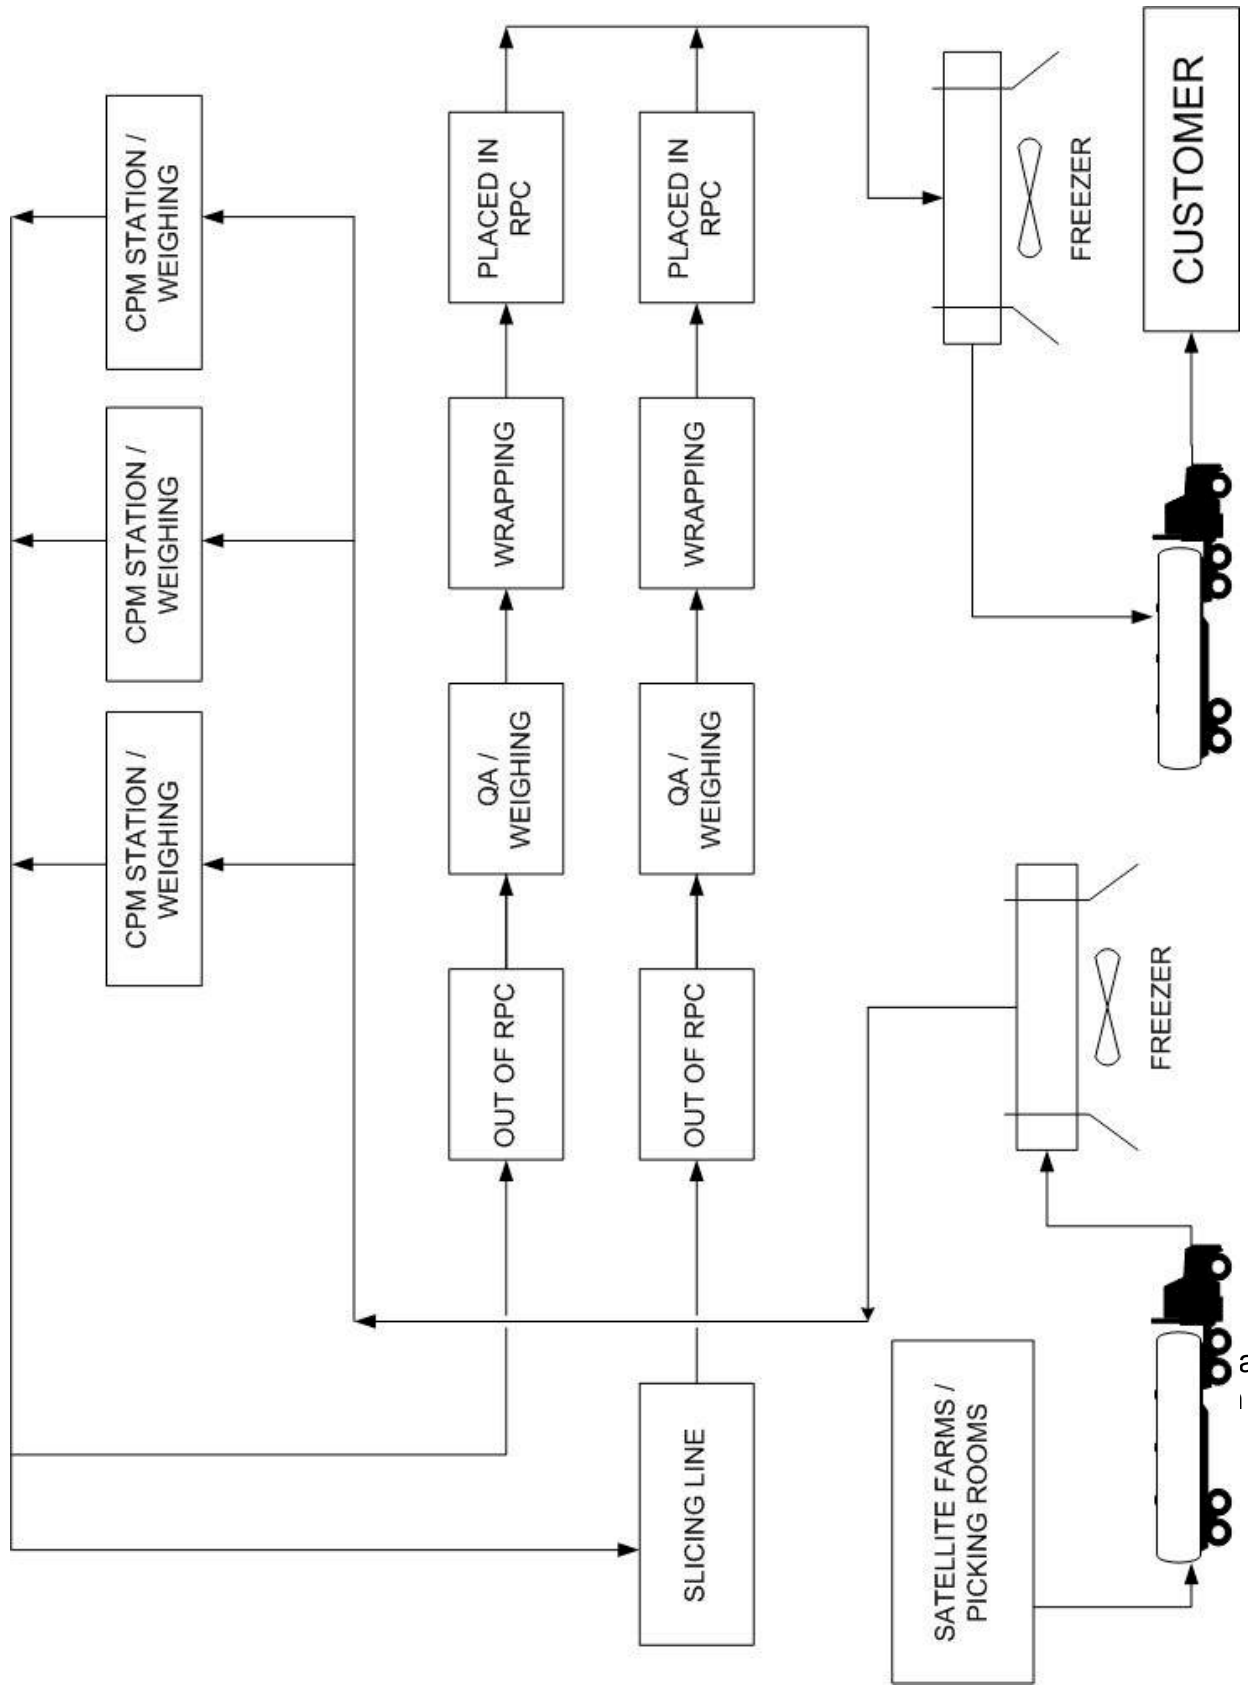 CPM STATION /
WEIGHING
CPM STATION /
WEIGHING
CPM STATION /
WEIGHING
OUT OF RPC
QA /
WEIGHING
WRAPPING
PLACED IN
RPC
SLICING LINE
OUT OF RPC
QA /
WEIGHING
WRAPPING
PLACED IN
RPC
SATELLITE FARMS /
PICKING ROOMS
FREEZER
FREEZER
CUSTOMER